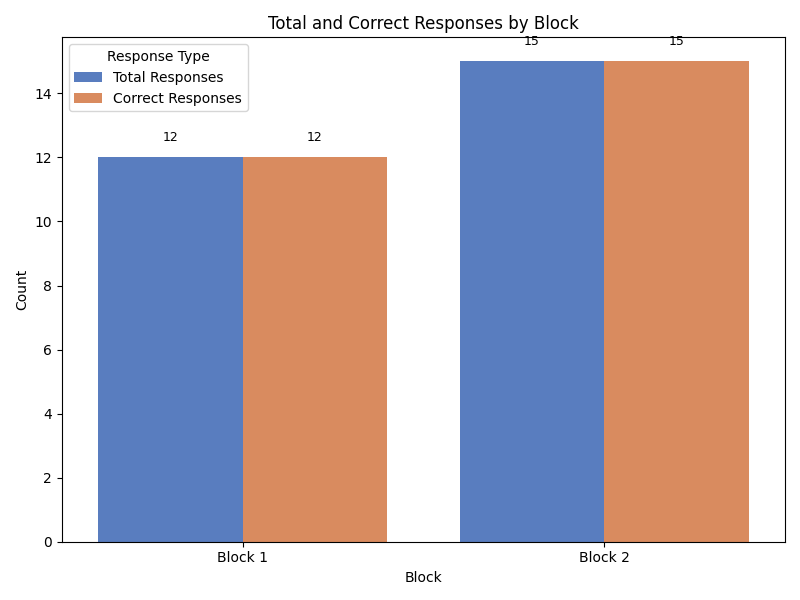 Total and Correct Responses by Block
15
15
Response Type
Total Responses
Correct Responses
12
12
14
12
10
8
6
4
2
0
Count
Block 1
Block 2
Block